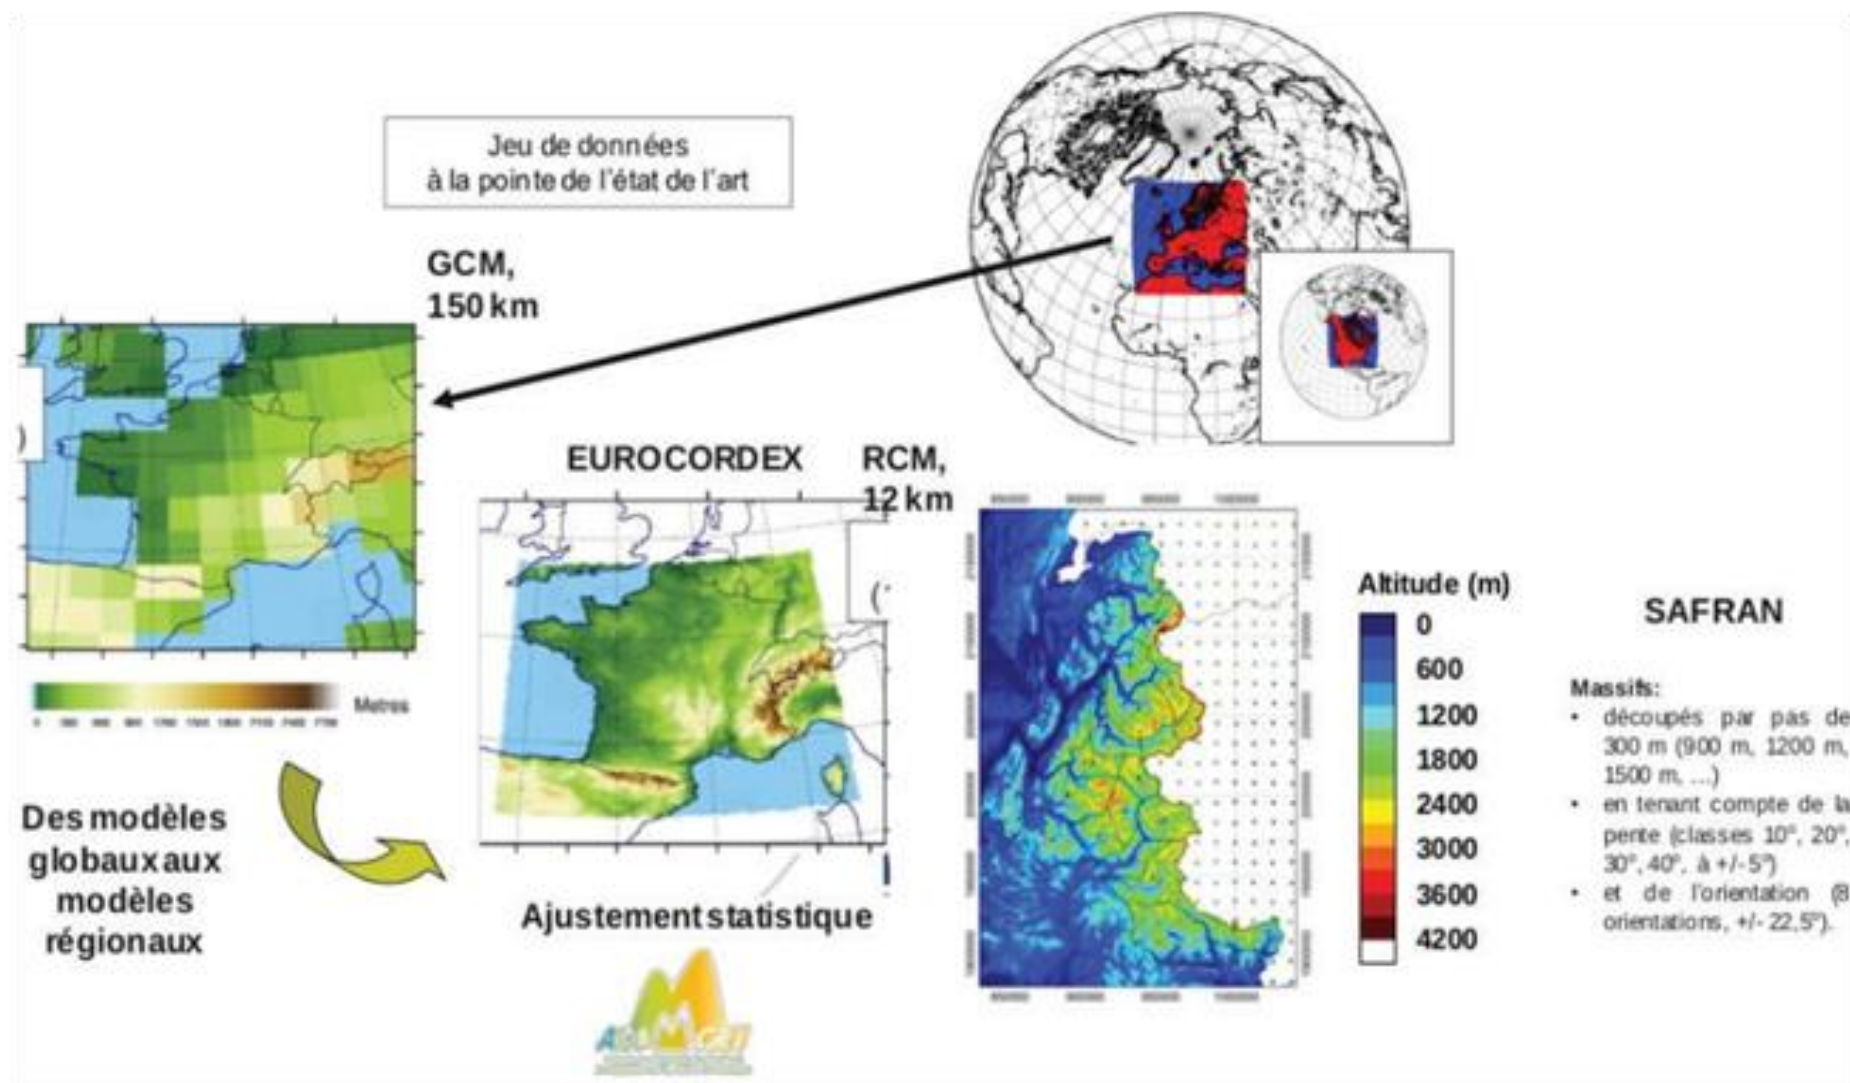 Jeu de données
à la pointe de l'état de l'art
GCM,
150 km
Metres
Des modèles
globaux aux
modèles
régionaux
EUROCORDEX
RCM,
12 km
Ajustement statistique
Altitude (m)
0
600
1200
1800
2400
3000
3600
4200
SAFRAN
Massifs:
• découpés par pas de
300 m (900 m, 1200 m,
1500 m, ...)
• en tenant compte de la
pente (classes 10°, 20°,
30°, 40°, à +/- 5°)
• et de l'orientation (8
orientations, +/- 22,5°).